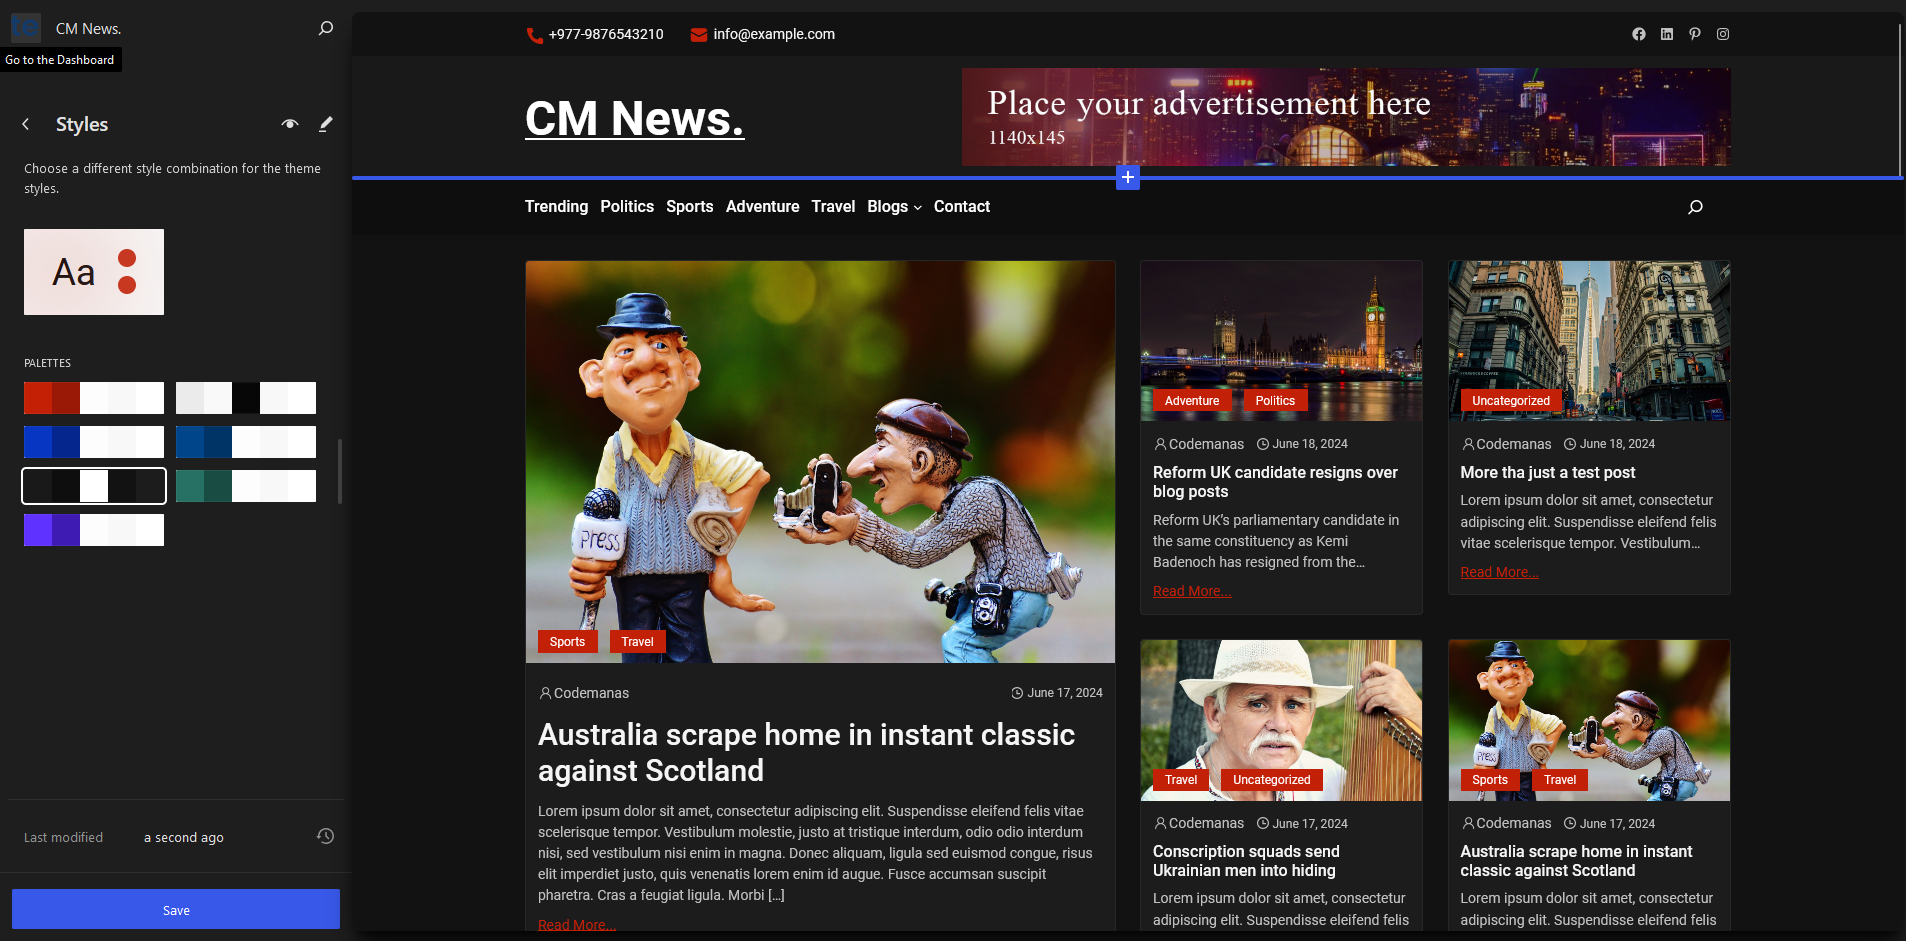 CM News.
Go to the Dashboard
Styles
Choose a different style combination for the theme
styles.
Aa
PALETTES
Last modified a second ago
Save
+977-9876543210 info@example.com
CM News.
Place your advertisement here
1140x145
Trending Politics Sports Adventure Travel Blogs Contact
press
Sports Travel
Codemanas June 17, 2024
Australia scrape home in instant classic
against Scotland
Lorem ipsum dolor sit amet, consectetur adipiscing elit. Suspendisse eleifend felis vitae
scelerisque tempor. Vestibulum molestie, justo at tristique interdum, odio odio interdum
nisi, sed vestibulum nisi enim in magna. Donec aliquam, ligula sed euismod congue, risus
elit imperdiet justo, quis venenatis lorem enim id augue. Fusce accumsan suscipit
pharetra. Cras a feugiat ligula. Morbi […]
Read More...
Adventure Politics
Codemanas June 18, 2024
Reform UK candidate resigns over
blog posts
Reform UK’s parliamentary candidate in
the same constituency as Kemi
Badenoch has resigned from the…
Read More...
Uncategorized
Codemanas June 18, 2024
More tha just a test post
Lorem ipsum dolor sit amet, consectetur
adipiscing elit. Suspendisse eleifend felis
vitae scelerisque tempor. Vestibulum…
Read More...
Travel Uncategorized
Codemanas June 17, 2024
Conscription squads send
Ukrainian men into hiding
Lorem ipsum dolor sit amet, consectetur
adipiscing elit. Suspendisse eleifend felis
press
Sports Travel
Codemanas June 17, 2024
Australia scrape home in instant
classic against Scotland
Lorem ipsum dolor sit amet, consectetur
adipiscing elit. Suspendisse eleifend felis